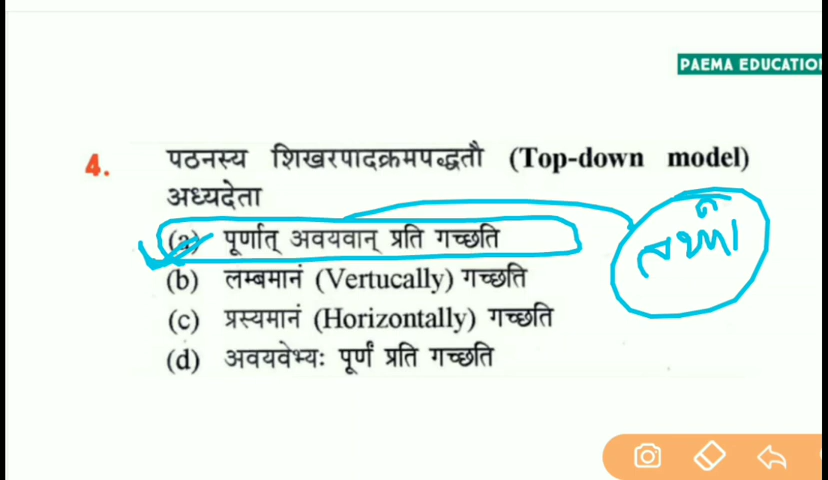 PAEMA EDUCATIO
4. पठनस्य शिखरपादक्रमपद्धतौ (Top-down model)
अध्यदेता
(a) पूर्णात् अवयवान् प्रति गच्छति
(b) लम्बमानं (Vertucally) गच्छति
(c) प्रस्यमानं (Horizontally) गच्छति
(d) अवयवेभ्यः पूर्णं प्रति गच्छति